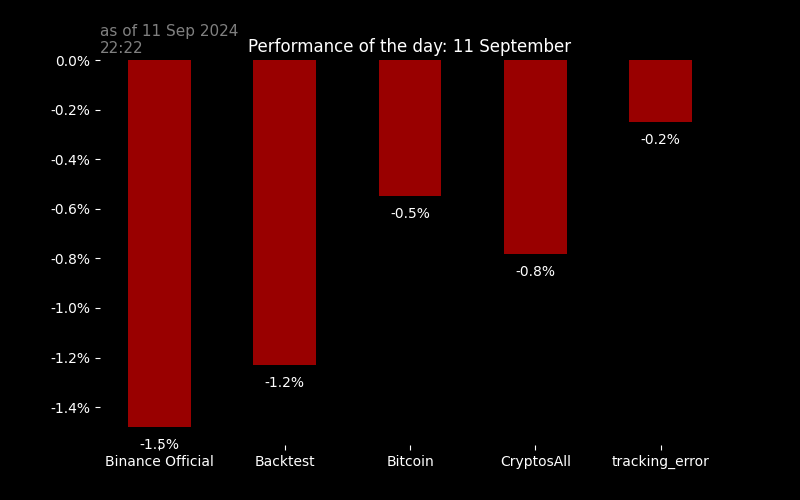 as of 11 Sep 2024
22:22
Performance of the day: 11 September
0.0%
-0.2%
-0.4%
-0.6%
-0.8%
-1.0%
-1.2%
-1.4%
-1.5%
-1.2%
-0.5%
-0.8%
-0.2%
Binance Official
Backtest
Bitcoin
CryptosAll
tracking_error